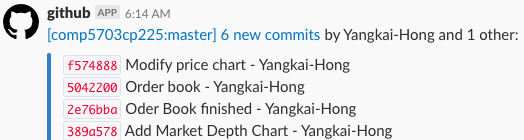 github APP 6:14 AM
[comp5703cp225:master] 6 new commits by Yangkai-Hong and 1 other:
f574888 Modify price chart - Yangkai-Hong
5042200 Order book - Yangkai-Hong
2e76bba Oder Book finished - Yangkai-Hong
389a578 Add Market Depth Chart - Yangkai-Hong